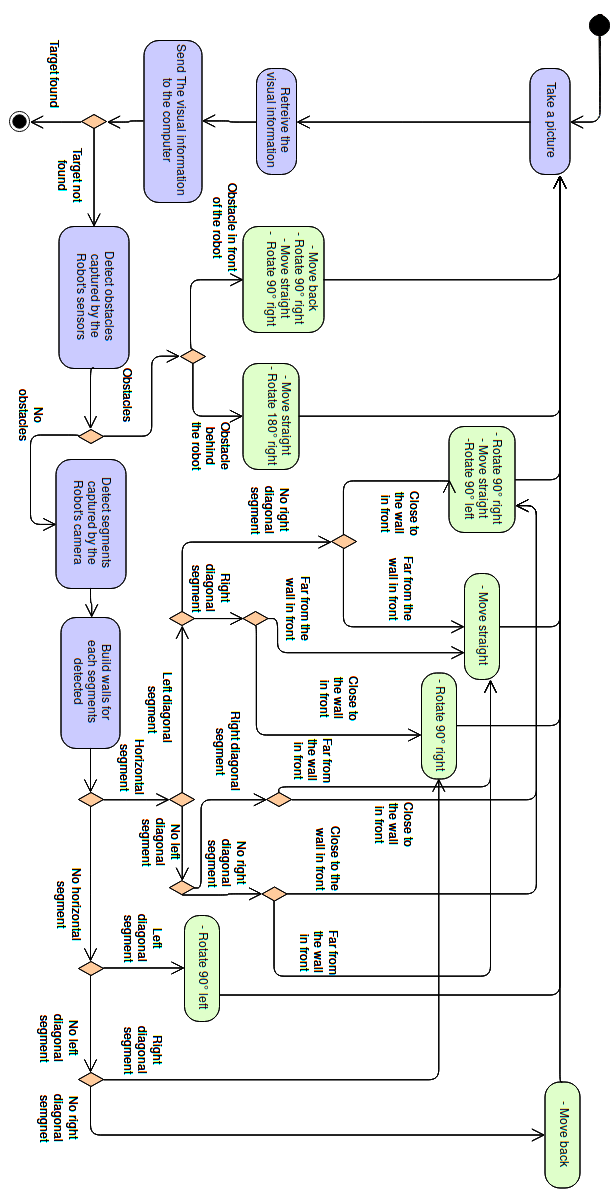 Take a picture
Retreive the
visual information
Send The visual information
to the computer
Target found
Target not
found
Detect obstacles
captured by the
Robot's sensors
Obstacles
No
obstacles
Obstacle in front
of the robot
- Move back
- Rotate 90° right
- Move straight
- Rotate 90° right
Obstacle
behind
the robot
- Move straight
- Rotate 180° right
Detect segments
captured by the
Robot's camera
Build walls for
each segments
detected
Horizontal
segment
No horizontal
segment
Left diagonal
segment
No left
diagonal
segment
No right
diagonal
segment
Right
diagonal
segment
Close to
the wall
in front
Far from the
wall in front
- Rotate 90° right
- Move straight
-Rotate 90° left
Far from the
wall in front
Close to
the wall
in front
- Move straight
- Rotate 90° right
Right diagonal
segment
No right
diagonal
segment
Far from
the wall
in front
Close to
the wall
in front
Close to the
wall in front
Far from
the wall
in front
Left
diagonal
segment
- Rotate 90° left
No left
diagonal
segment
Right
diagonal
segment
No right
diagonal
semgnet
- Move back